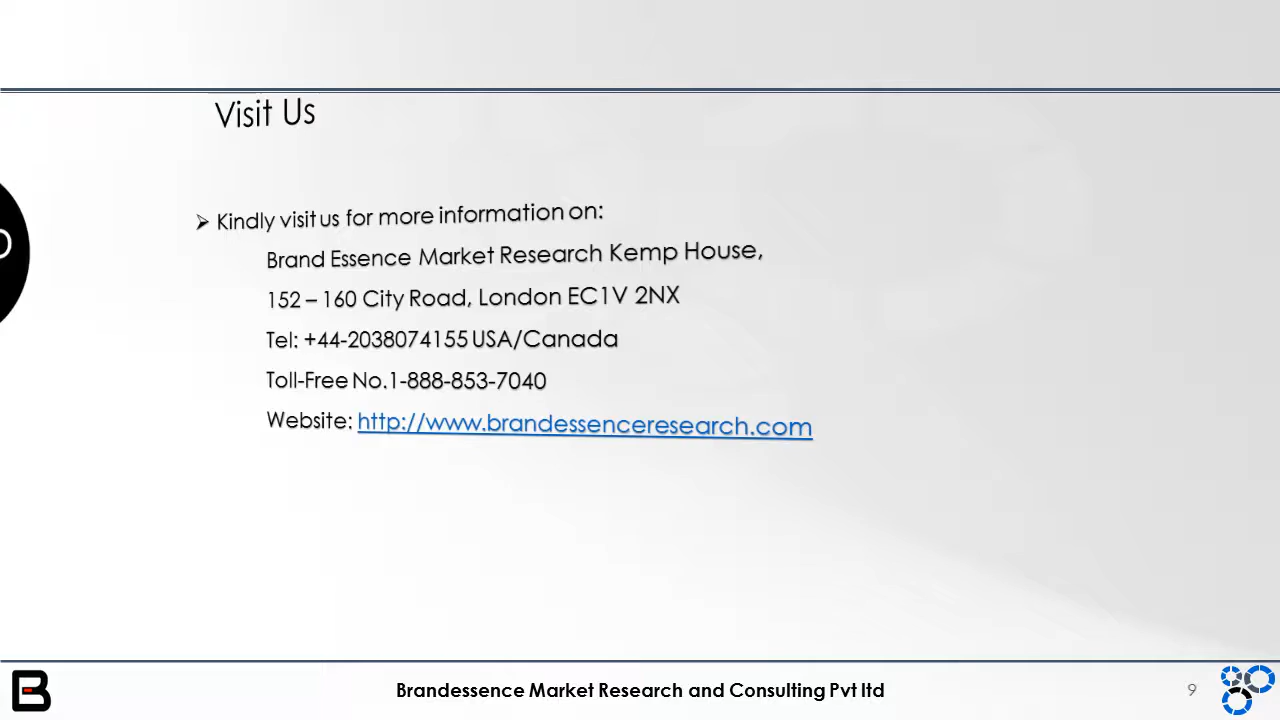 Visit Us
➢ Kindly visit us for more information on:
Brand Essence Market Research Kemp House,
152 – 160 City Road, London EC1V 2NX
Tel: +44-2038074155 USA/Canada
Toll-Free No.1-888-853-7040
Website: http://www.brandessenceresearch.com
Brandessence Market Research and Consulting Pvt ltd
9